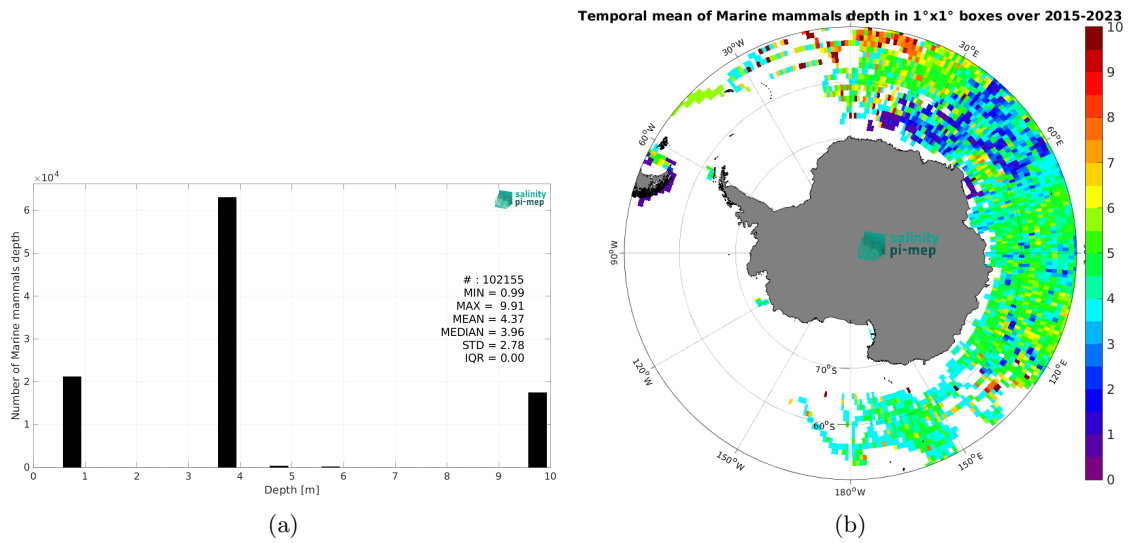 ×10⁴
6
5
4
3
2
1
0
Number of Marine mammals depth
salinity
pi-mep
# : 102155
MIN = 0.99
MAX = 9.91
MEAN = 4.37
MEDIAN = 3.96
STD = 2.78
IQR = 0.00
0 1 2 3 4 5 6 7 8 9 10
Depth [m]
(a)
Temporal mean of Marine mammals depth in 1°x1° boxes over 2015-2023
30°W
30°E
60°W
60°E
90°W
salinity
pi-mep
120°W
120°E
70°S
60°S
150°W
150°E
180°W
10
9
8
7
6
5
4
3
2
1
0
(b)